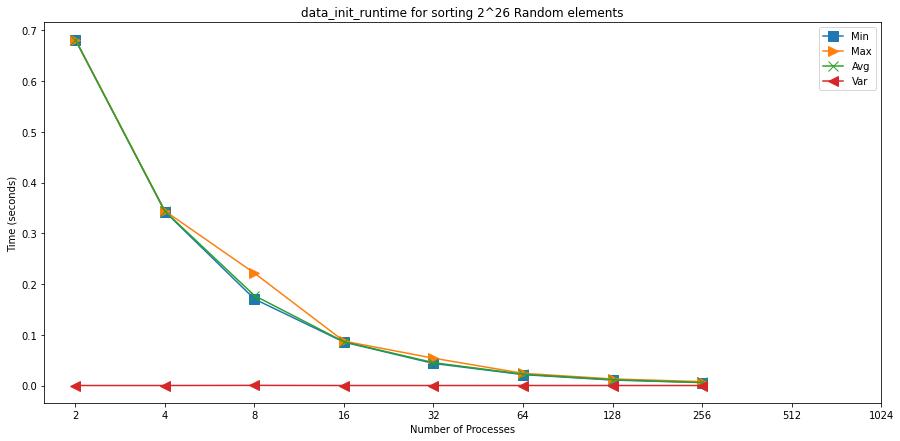 data_init_runtime for sorting 2^26 Random elements
Min
Max
Avg
Var
Time (seconds)
0.7
0.6
0.5
0.4
0.3
0.2
0.1
0.0
2 4 8 16 32 64 128 256 512 1024
Number of Processes